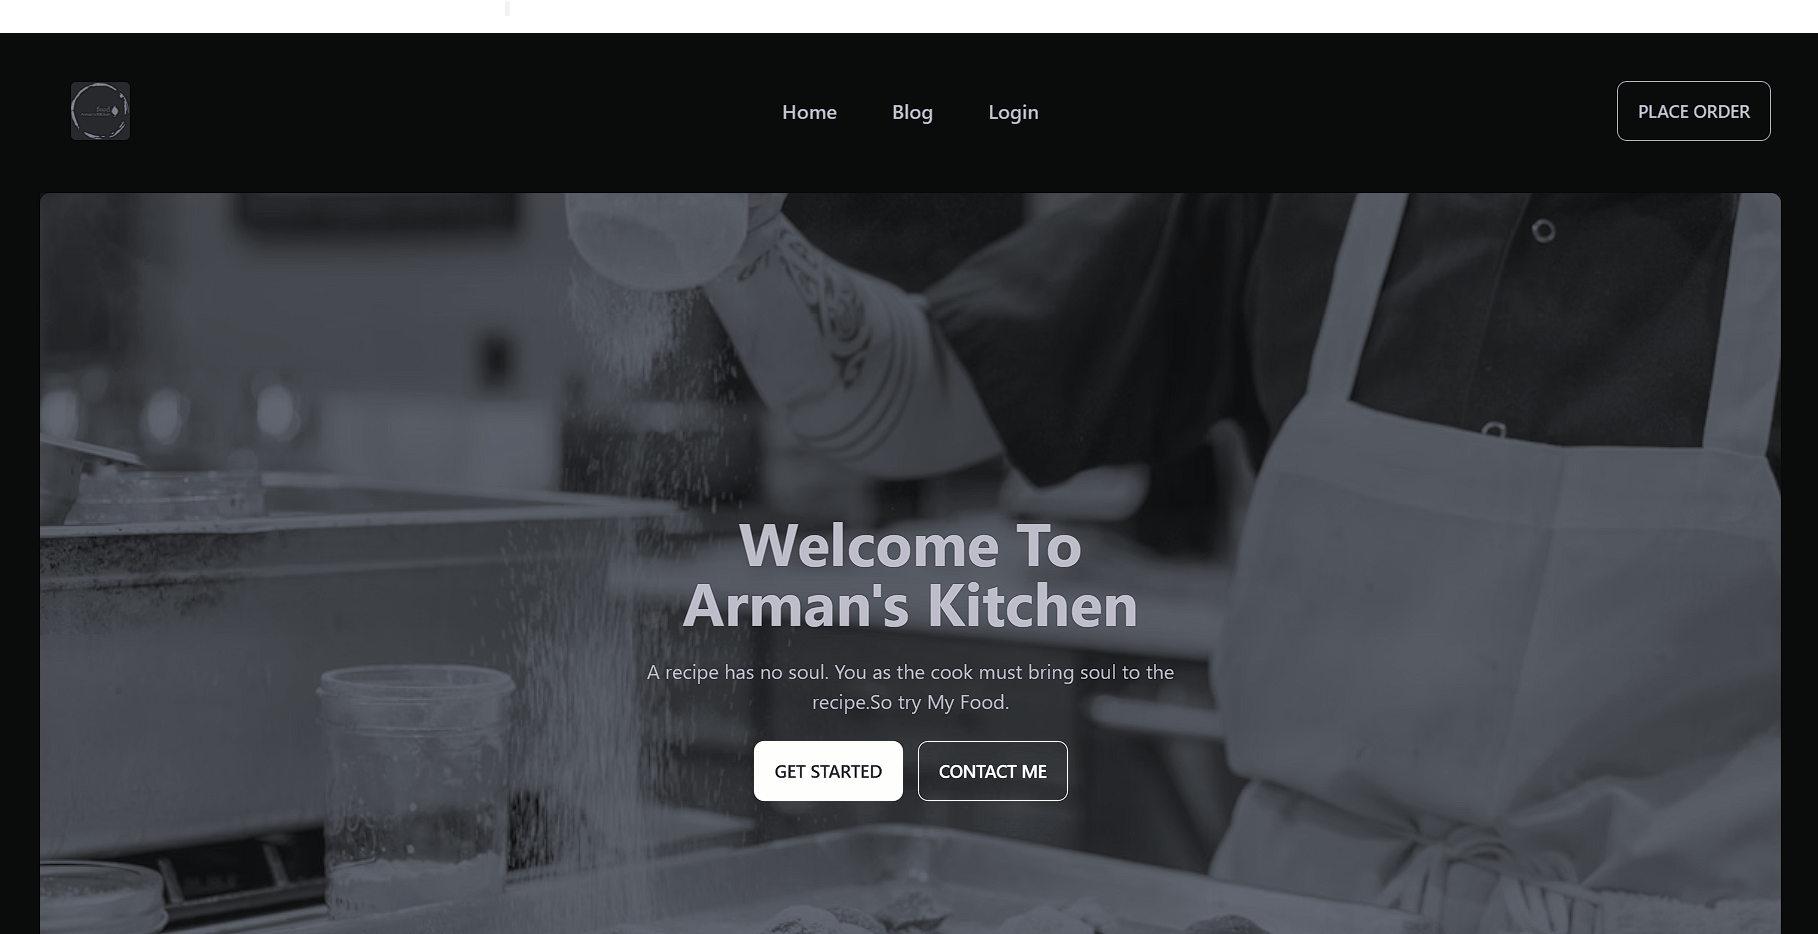 Home
Blog
Login
PLACE ORDER
Welcome To
Arman's Kitchen
A recipe has no soul. You as the cook must bring soul to the
recipe.So try My Food.
GET STARTED
CONTACT ME